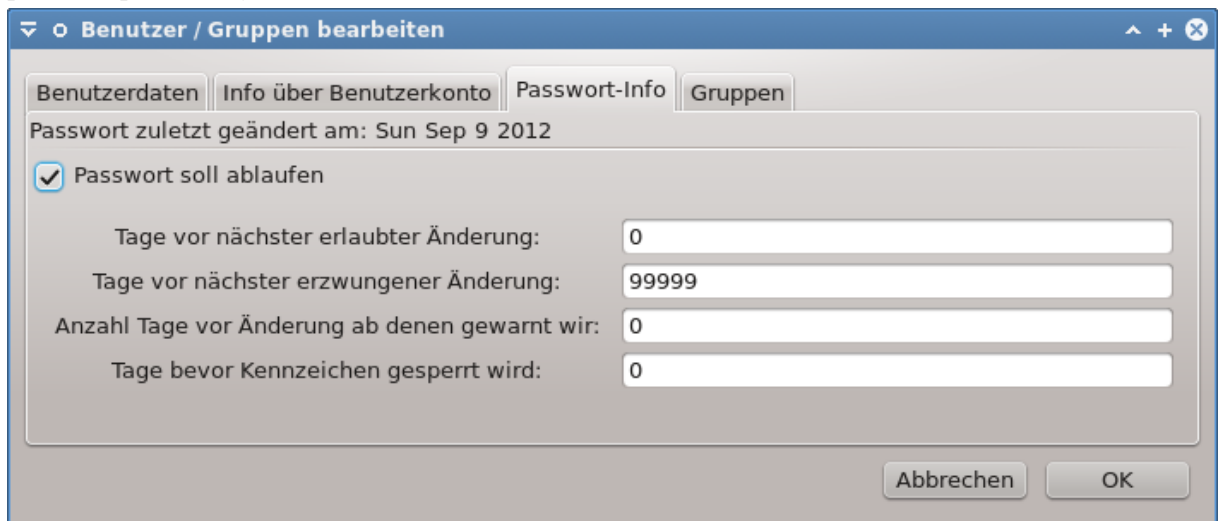 Benutzer / Gruppen bearbeiten
Benutzerdaten Info über Benutzerkonto Passwort-Info Gruppen
Passwort zuletzt geändert am: Sun Sep 9 2012
Passwort soll ablaufen
Tage vor nächster erlaubter Änderung: 0
Tage vor nächster erzwungener Änderung: 99999
Anzahl Tage vor Änderung ab denen gewarnt wir: 0
Tage bevor Kennzeichen gesperrt wird: 0
Abbrechen OK